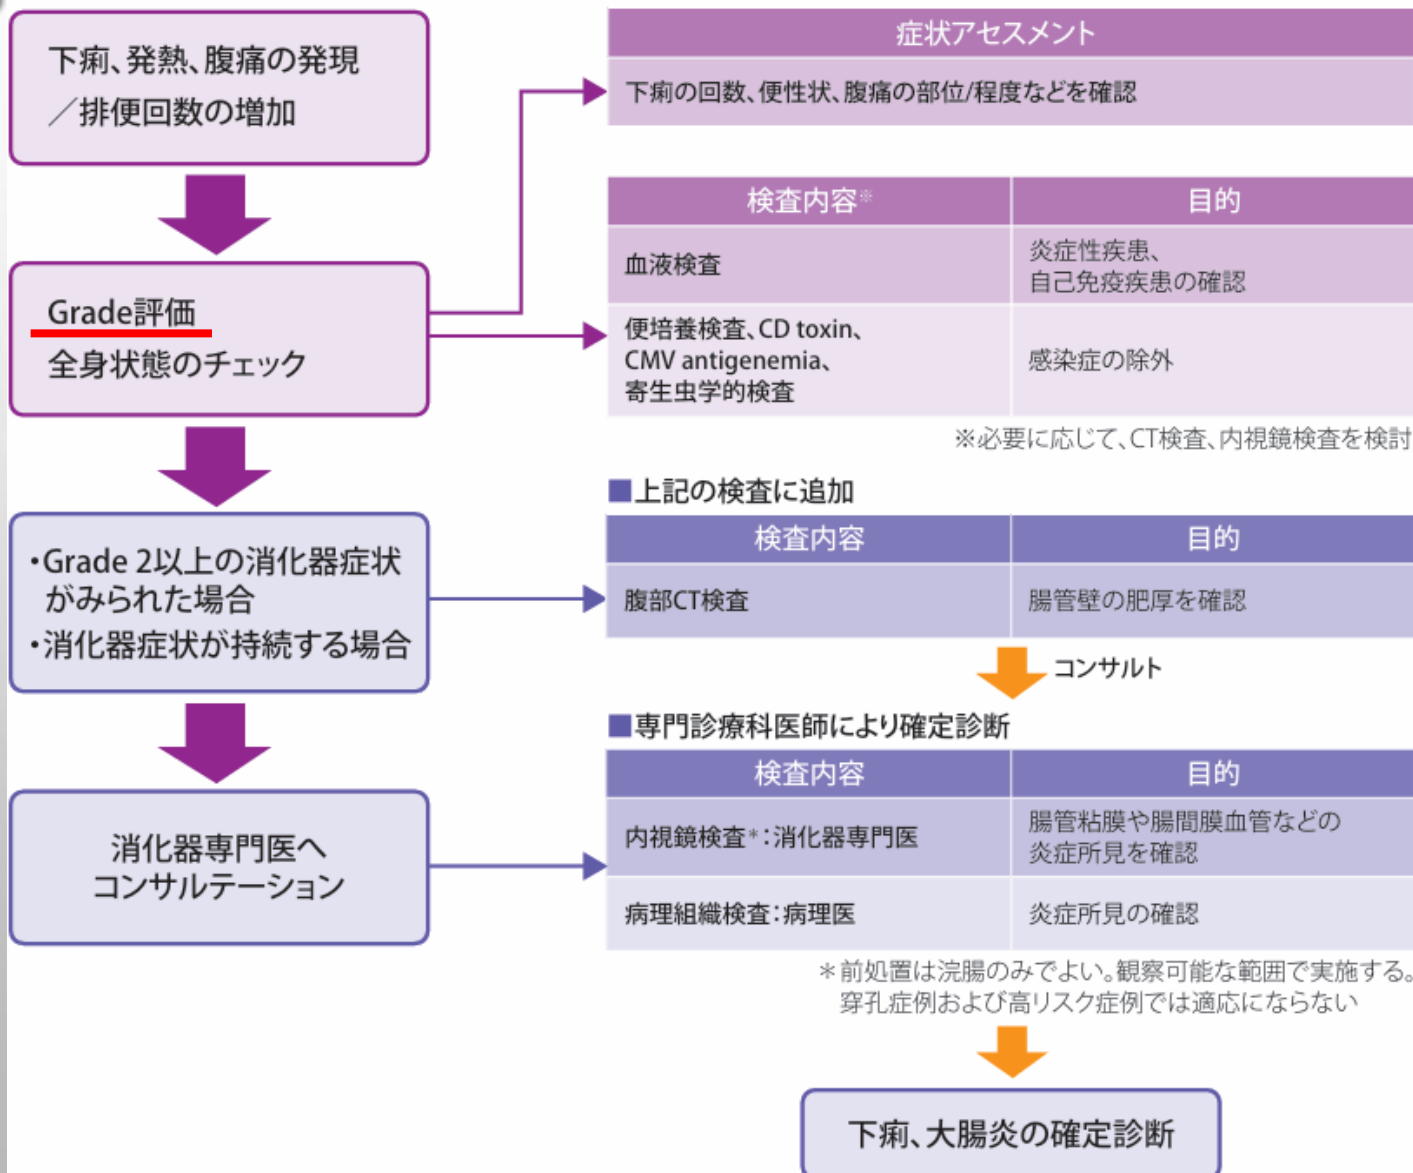 下痢、発熱、腹痛の発現
／排便回数の増加
症状アセスメント
下痢の回数、便性状、腹痛の部位/程度などを確認
Grade評価
全身状態のチェック
検査内容※
目的
血液検査
炎症性疾患、
自己免疫疾患の確認
便培養検査、CD toxin、
CMV antigenemia、
寄生虫学的検査
感染症の除外
※必要に応じて、CT検査、内視鏡検査を検討
・Grade 2以上の消化器症状
がみられた場合
・消化器症状が持続する場合
■上記の検査に追加
検査内容
目的
腹部CT検査
腸管壁の肥厚を確認
コンサルト
消化器専門医へ
コンサルテーション
■専門診療科医師により確定診断
検査内容
目的
内視鏡検査*：消化器専門医
腸管粘膜や腸間膜血管などの
炎症所見を確認
病理組織検査：病理医
炎症所見の確認
＊前処置は浣腸のみでよい。観察可能な範囲で実施する。
穿孔症例および高リスク症例では適応にならない
下痢、大腸炎の確定診断